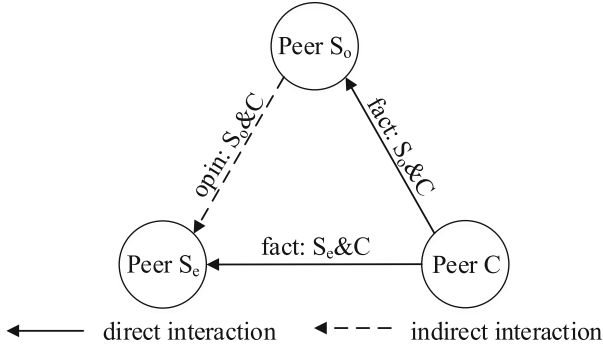 Peer Sₒ
opin: Sₒ&C
fact: Sₒ&C
fact: Sₑ&C
Peer Sₑ
Peer C
direct interaction
indirect interaction